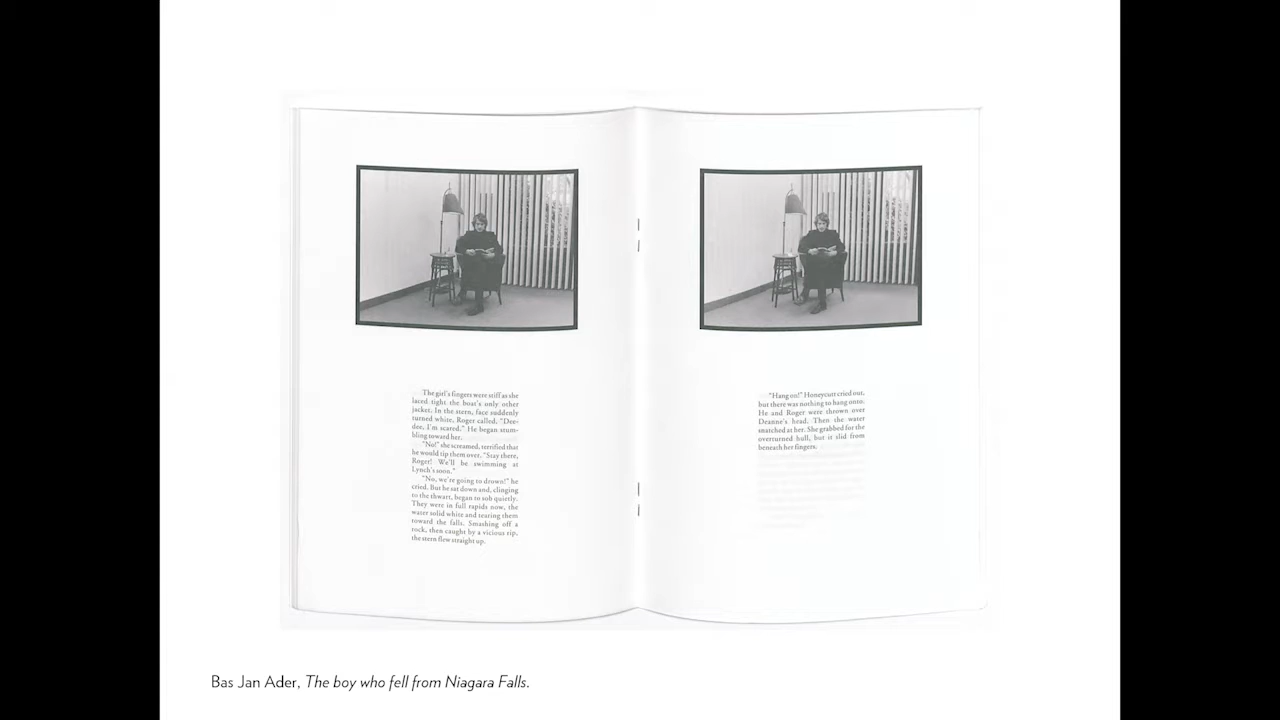 The girl's fingers were stiff as she
laced tight the boat's only other
jacket. In the stern, face suddenly
turned white, Roger called, "Dee-
dee, I'm scared." He began stum-
bling toward her.
"No!" she screamed, terrified that
he would tip them over. "Stay there,
Roger! We'll be swimming at
Lynch's soon."
"No, we're going to drown!" he
cried. But he sat down and, clinging
to the thwart, began to sob quietly.
They were in full rapids now, the
water solid white and tearing them
toward the falls. Smashing off a
rock, then caught by a vicious rip,
the stern flew straight up.
"Hang on!" Honeycutt cried out,
but there was nothing to hang onto.
He and Roger were thrown over
Deanne's head. Then the water
snatched at her. She grabbed for the
overturned hull, but it slid from
beneath her fingers.
Bas Jan Ader, The boy who fell from Niagara Falls.